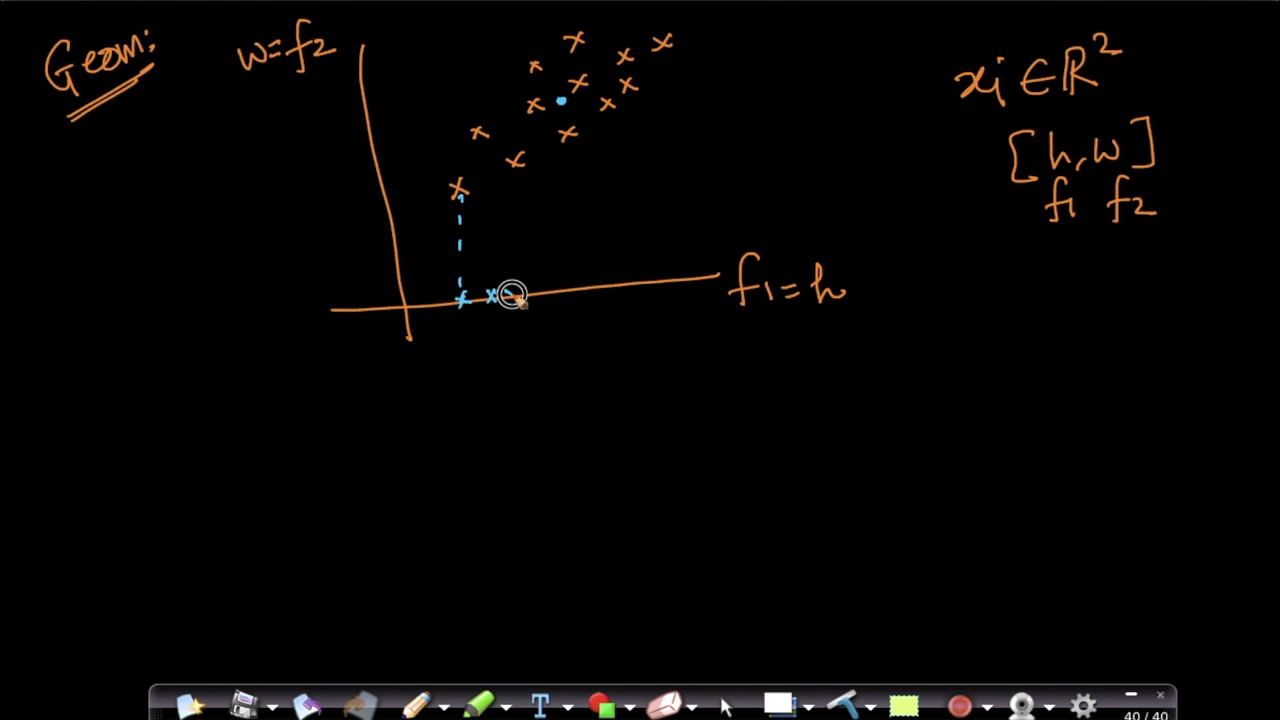 Geom:
w=f2
xi ∈ ℝ²
[h, w]
f1 f2
f1=h
T
40 / 40